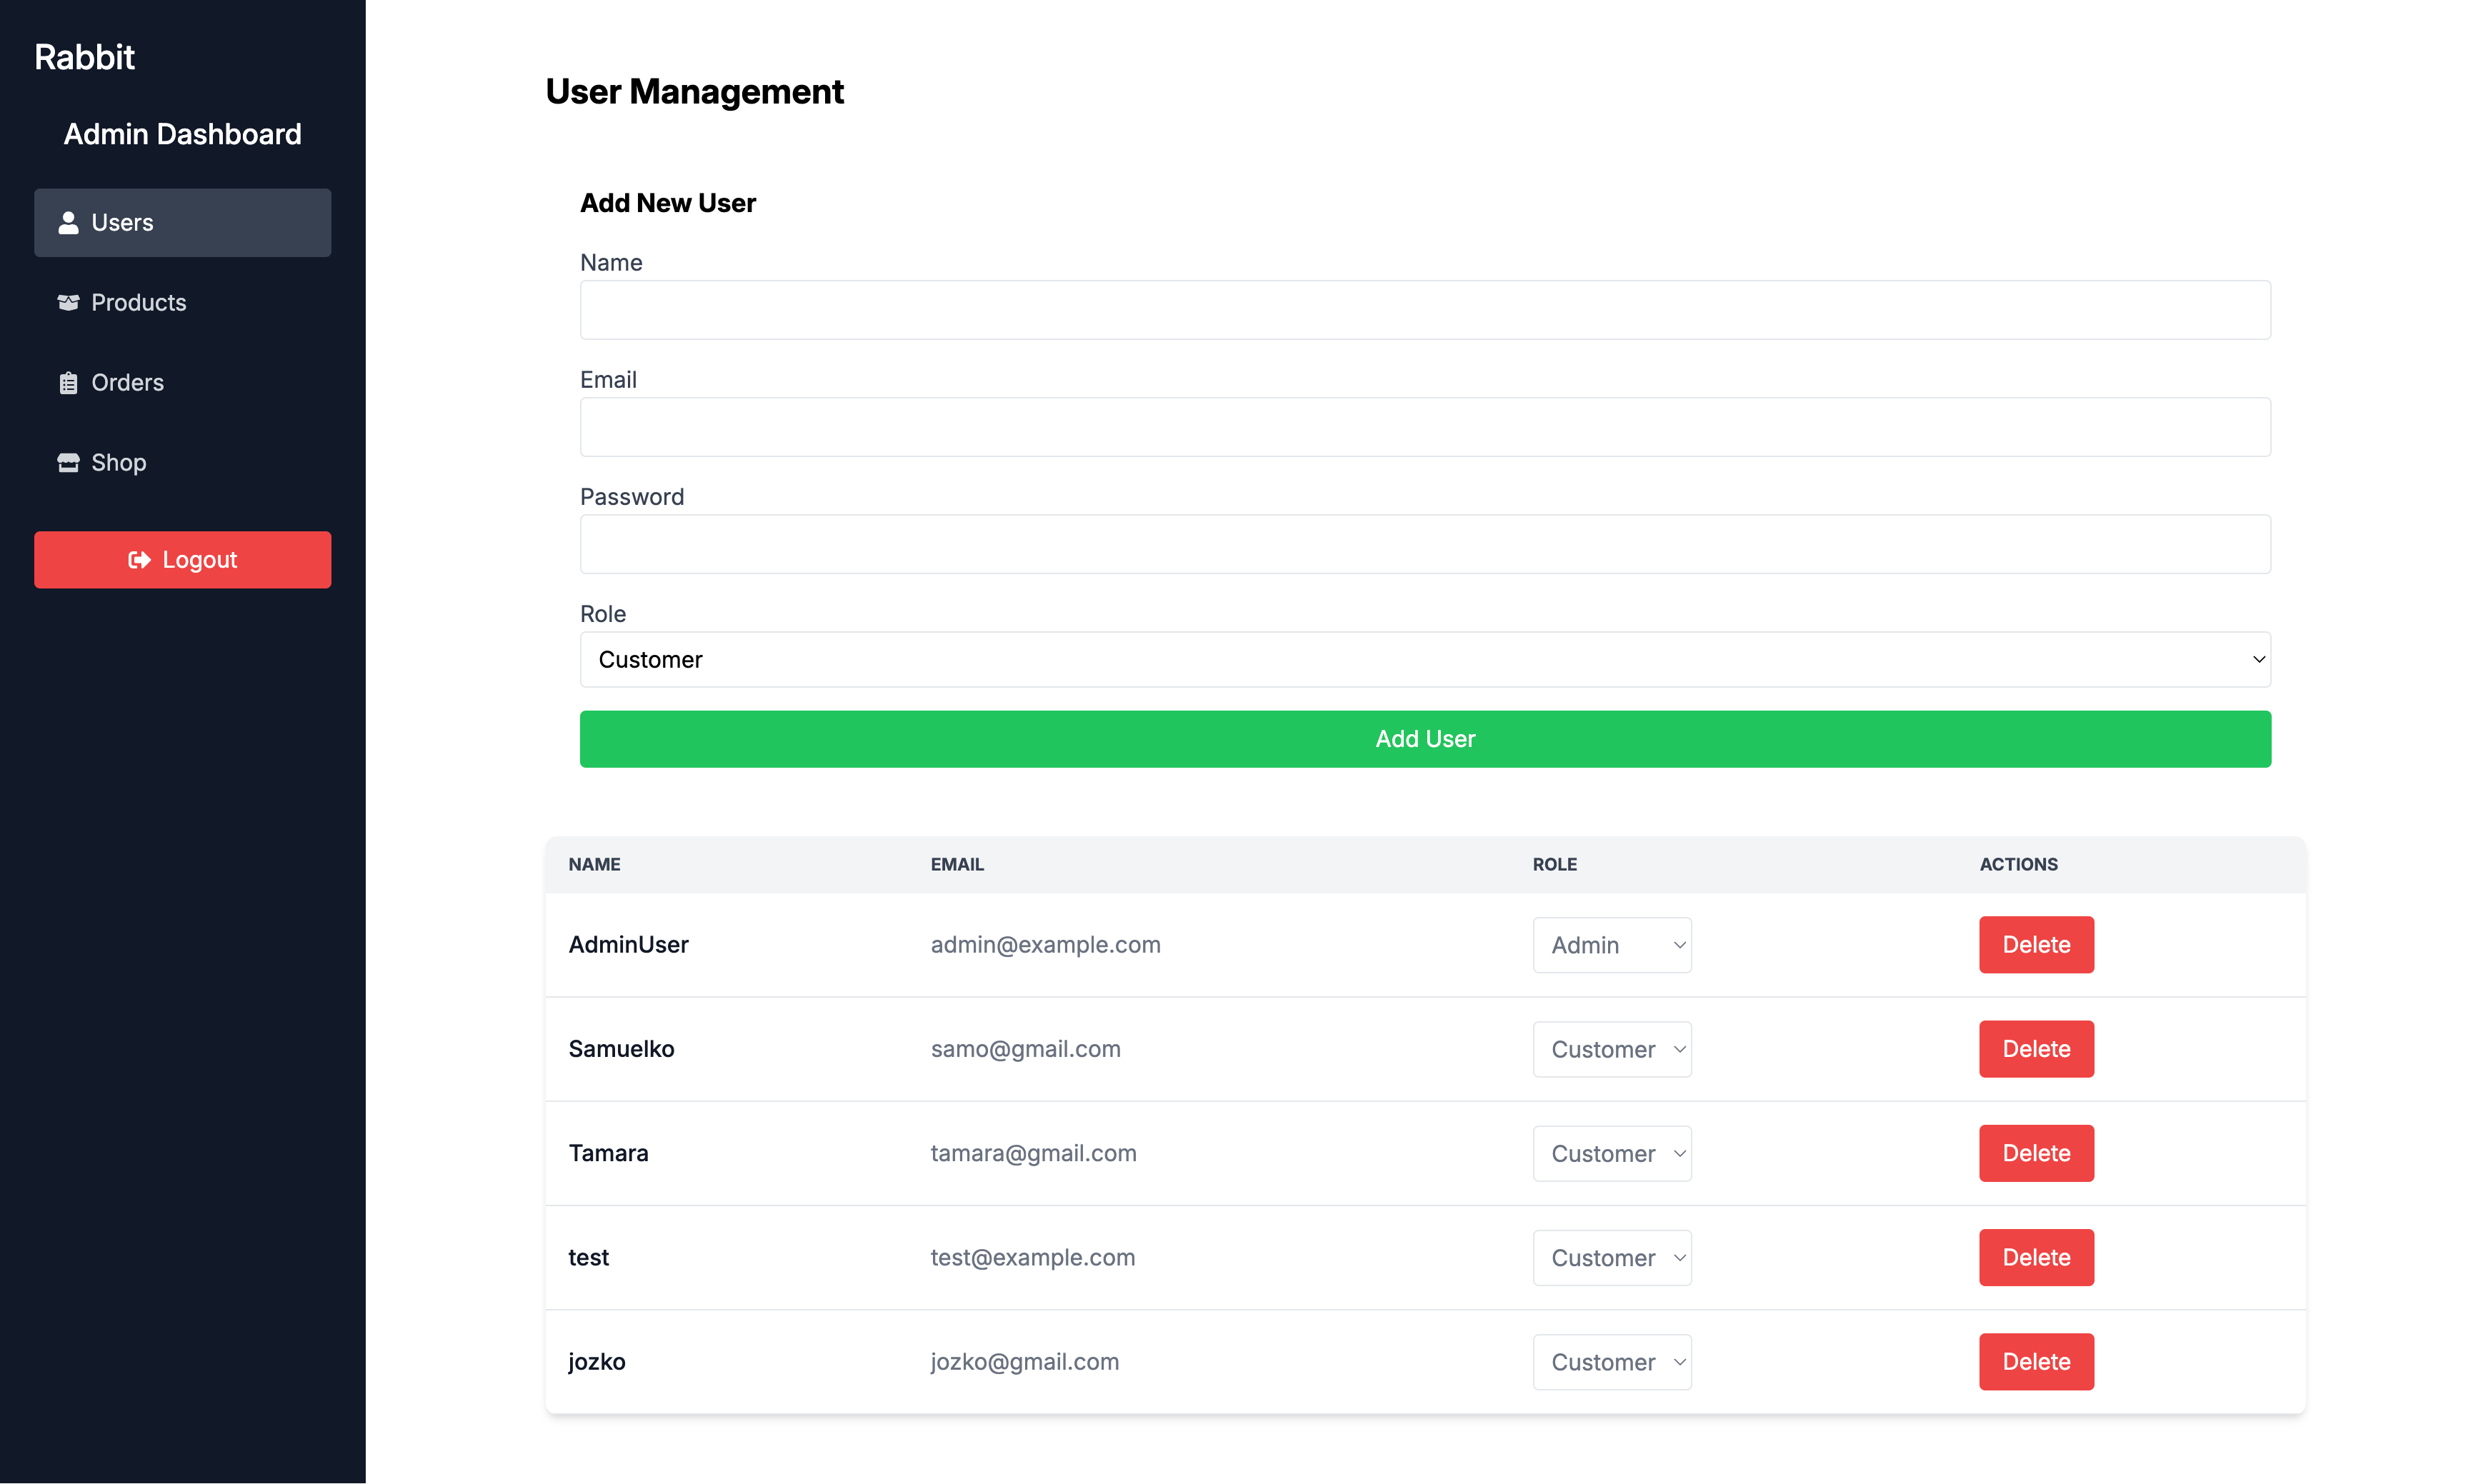 Rabbit
Admin Dashboard
Users
Products
Orders
Shop
Logout
User Management
Add New User
Name
Email
Password
Role
Customer
Add User
NAME EMAIL ROLE ACTIONS
AdminUser admin@example.com Admin Delete
Samuelko samo@gmail.com Customer Delete
Tamara tamara@gmail.com Customer Delete
test test@example.com Customer Delete
jozko jozko@gmail.com Customer Delete